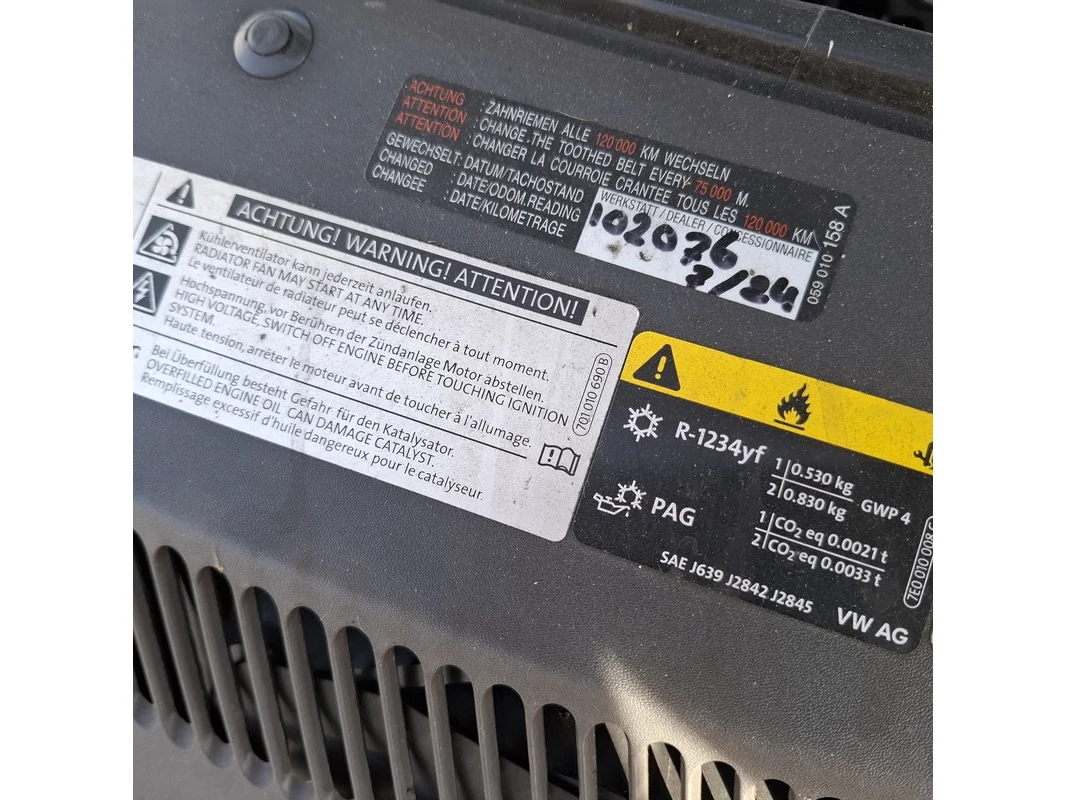 ACHTUNG : ZAHNRIEMEN ALLE 120'000 KM WECHSELN
ATTENTION : CHANGE THE TOOTHED BELT EVERY 75'000 M.
ATTENTION : CHANGER LA COURROIE CRANTEE TOUS LES 120'000 KM
GEWECHSELT: DATUM/TACHOSTAND
CHANGED : DATE/ODOM.READING
CHANGEE : DATE/KILOMETRAGE
WERKSTATT / DEALER / CONCESSIONNAIRE
102076
7/24
059 010 158 A
ACHTUNG! WARNING! ATTENTION!
Kühlerventilator kann jederzeit anlaufen.
RADIATOR FAN MAY START AT ANY TIME.
Le ventilateur de radiateur peut se déclencher à tout moment.
Hochspannung, vor Berühren der Zündanlage Motor abstellen.
HIGH VOLTAGE, SWITCH OFF ENGINE BEFORE TOUCHING IGNITION
SYSTEM.
Haute tension, arrêter le moteur avant de toucher à l'allumage.
Bei Überfüllung besteht Gefahr für den Katalysator.
OVERFILLED ENGINE OIL CAN DAMAGE CATALYST.
Remplissage excessif d'huile dangereux pour le catalyseur.
701 010 690 B
R-1234yf
1 | 0.530 kg
2 | 0.830 kg
GWP 4
PAG
1 | CO₂ eq 0.0021 t
2 | CO₂ eq 0.0033 t
SAE J639 J2842 J2845
VW AG
7E0 010 008